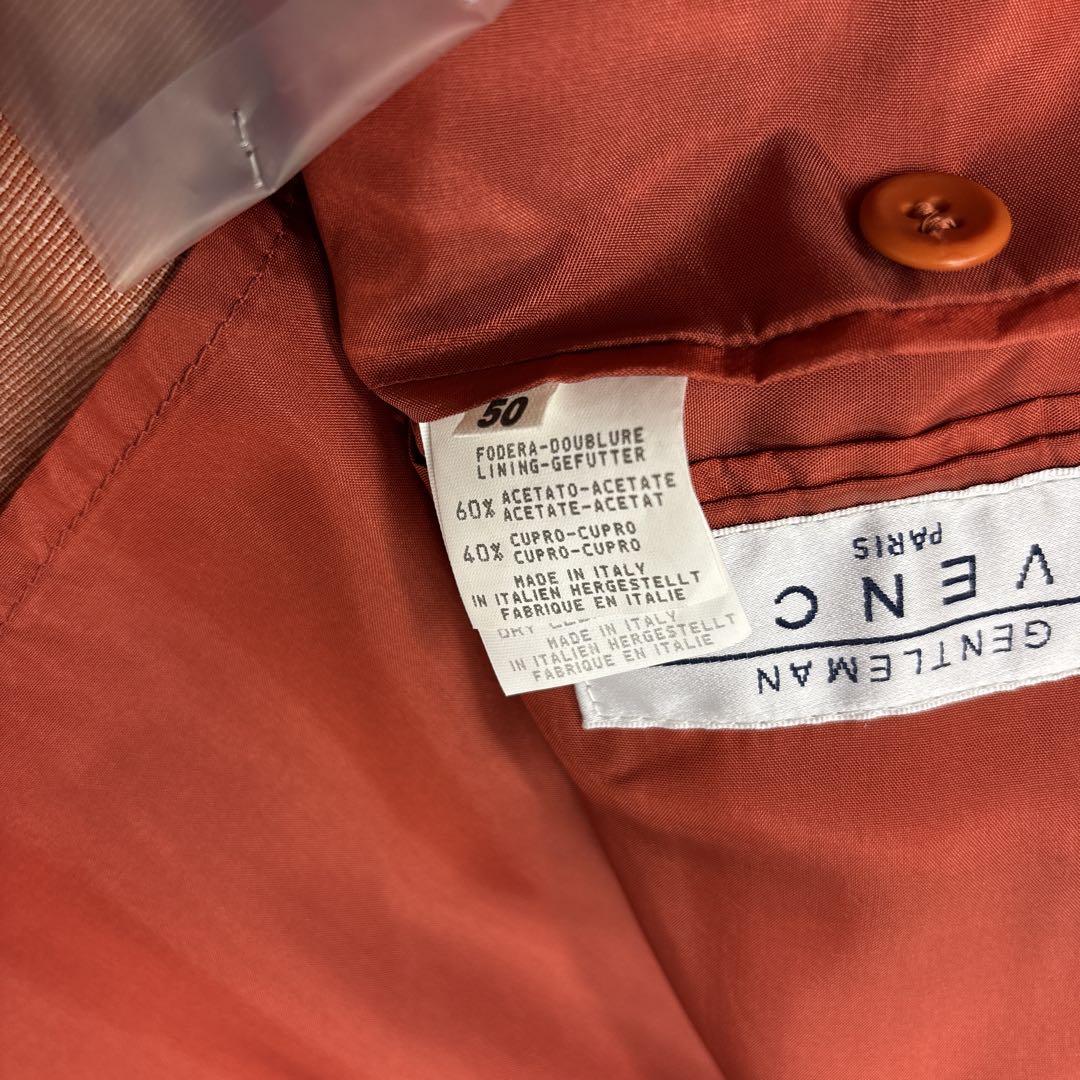 50
FODERA-DOUBLURE
LINING-GEFUTTER
60% ACETATO-ACETATE
ACETATE-ACETAT
40% CUPRO-CUPRO
CUPRO-CUPRO
MADE IN ITALY
IN ITALIEN HERGESTELLT
FABRIQUE EN ITALIE
MADE IN ITALY
IN ITALIEN HERGESTELLT
FABRIQUE EN ITALIE
GENTLEMAN
VENC
PARIS